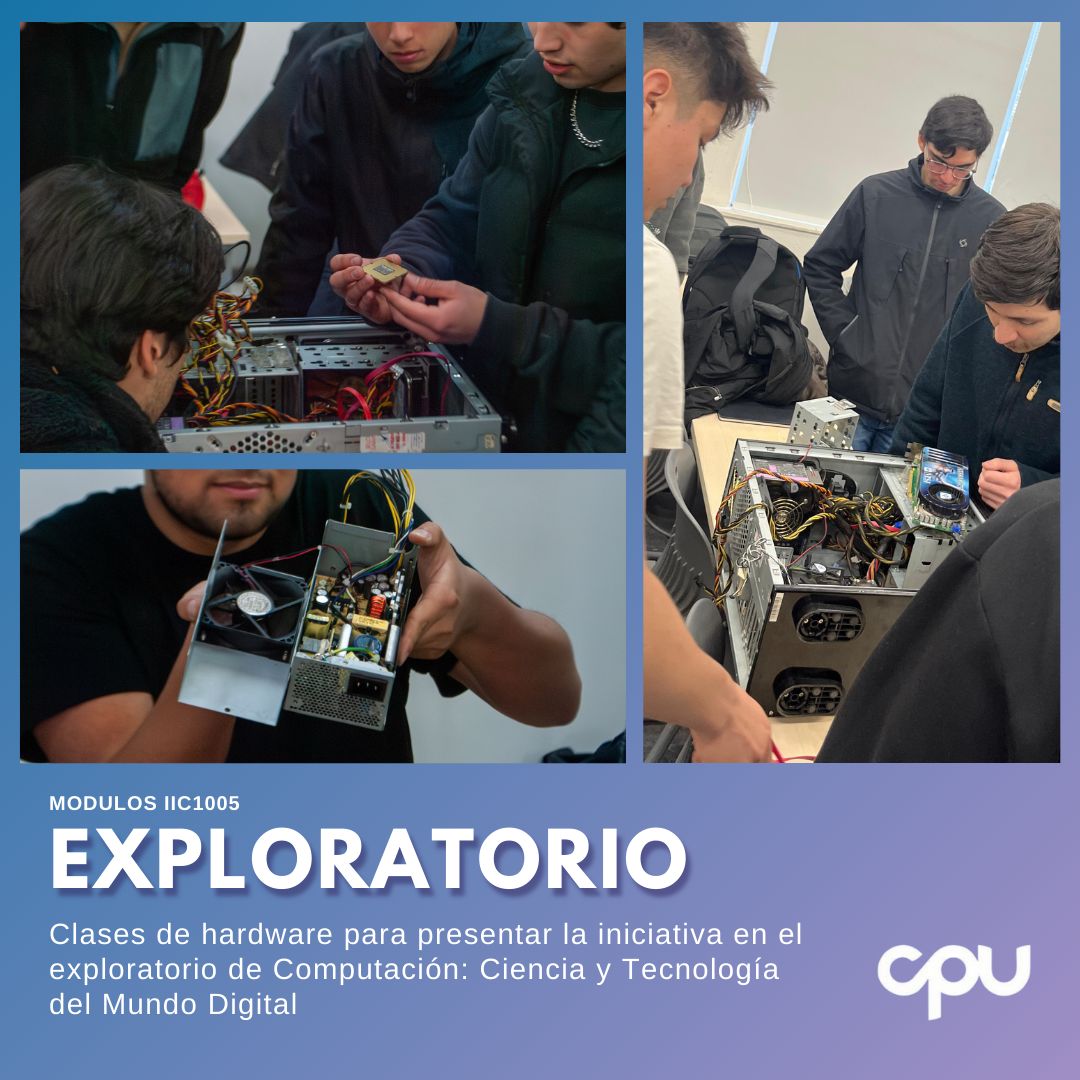 MODULOS IIC1005
EXPLORATORIO
Clases de hardware para presentar la iniciativa en el
exploratorio de Computación: Ciencia y Tecnología
del Mundo Digital
cpu